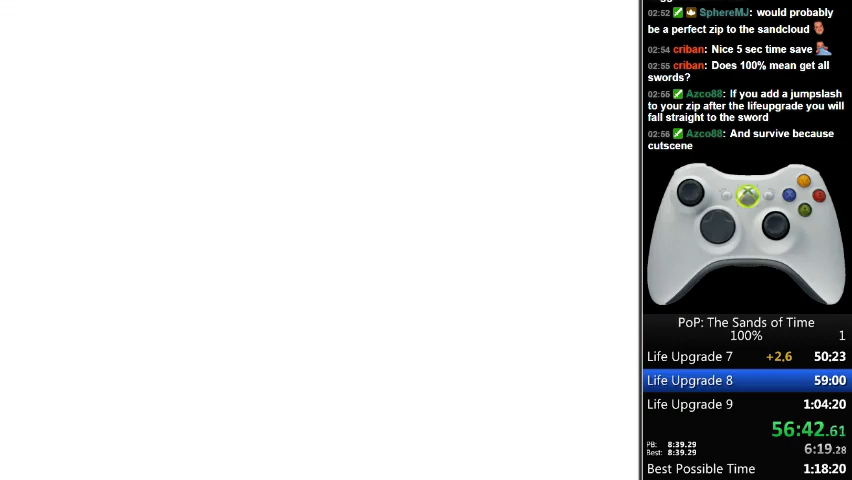 02:52 SphereMJ: would probably
be a perfect zip to the sandcloud
02:54 criban: Nice 5 sec time save
02:55 criban: Does 100% mean get all
swords?
02:55 Azco88: If you add a jumpslash
to your zip after the lifeupgrade you will
fall straight to the sword
02:56 Azco88: And survive because
cutscene
PoP: The Sands of Time
100% 1
Life Upgrade 7 +2.6 50:23
Life Upgrade 8 59:00
Life Upgrade 9 1:04:20
56:42.61
PB: 8:39.29
Best: 8:39.29
6:19.28
Best Possible Time 1:18:20